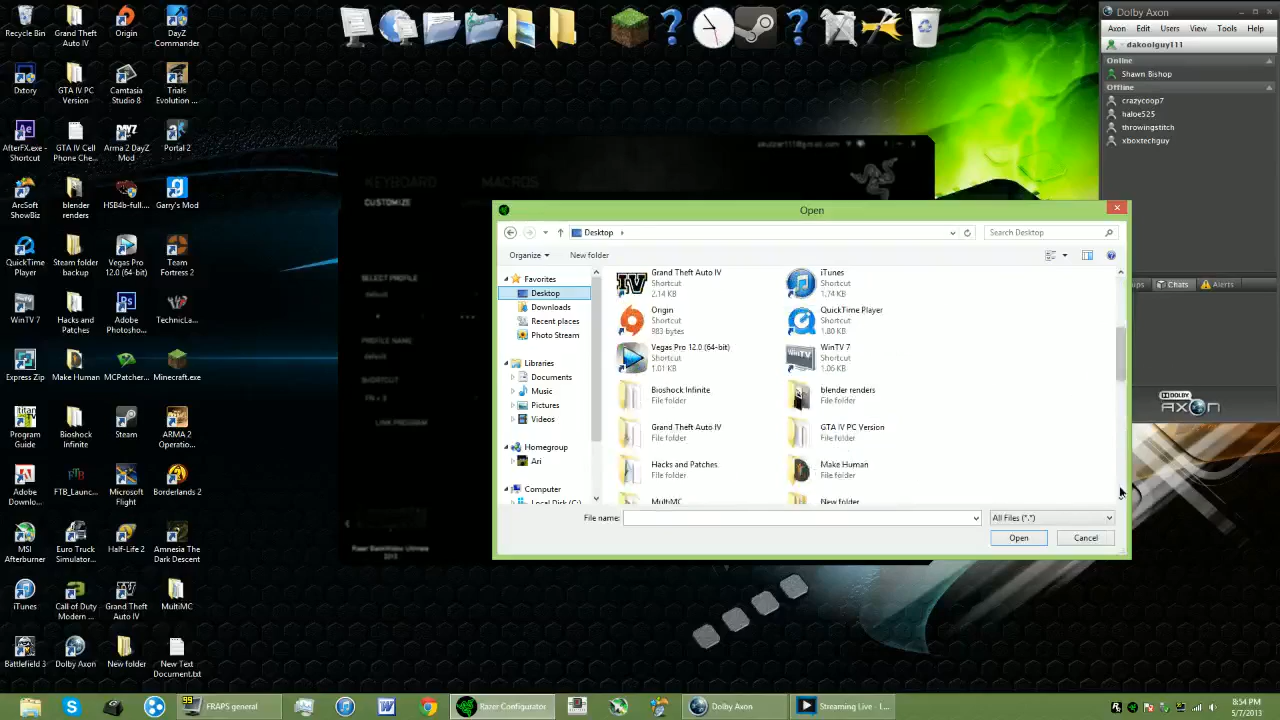 Recycle Bin
Grand Theft Auto IV
Origin
DayZ Commander
Dxtory
GTA IV PC Version
Camtasia Studio 8
Trials Evolution ...
AfterFX.exe - Shortcut
GTA IV Cell Phone Che...
Arma 2 DayZ Mod
Portal 2
ArcSoft ShowBiz
blender renders
HSB4b-full...
Garry's Mod
QuickTime Player
Steam folder backup
Vegas Pro 12.0 (64-bit)
Team Fortress 2
WinTV 7
Hacks and Patches
Adobe Photosho...
TechnicLa...
Express Zip
Make Human
MCPatcher...
Minecraft.exe
titan Program Guide
Bioshock Infinite
Steam
ARMA 2 Operatio...
Adobe Downlo...
FTB_Launc...
Microsoft Flight
Borderlands 2
MSI Afterburner
Euro Truck Simulator...
Half-Life 2
Amnesia The Dark Descent
iTunes
Call of Duty Modern ...
Grand Theft Auto IV
MultiMC
Battlefield 3
Dolby Axon
New folder
New Text Document.txt
KEYBOARD
MACROS
CUSTOMIZE
SELECT PROFILE
default
PROFILE NAME
default
SHORTCUT
LINK PROGRAM
Open
Desktop
Search Desktop
Organize
New folder
Favorites
Desktop
Downloads
Recent places
Photo Stream
Libraries
Documents
Music
Pictures
Videos
Homegroup
Ari
Computer
Local Disk (C:)
Grand Theft Auto IV
Shortcut
2.14 KB
iTunes
Shortcut
1.74 KB
Origin
Shortcut
983 bytes
QuickTime Player
Shortcut
1.80 KB
Vegas Pro 12.0 (64-bit)
Shortcut
1.01 KB
WinTV 7
Shortcut
1.06 KB
Bioshock Infinite
File folder
blender renders
File folder
Grand Theft Auto IV
File folder
GTA IV PC Version
File folder
Hacks and Patches
File folder
Make Human
File folder
MultiMC
New folder
File name:
All Files (*.*)
Open
Cancel
Dolby Axon
Axon Edit Users View Tools Help
dakoolguy111
Online
Shawn Bishop
Offline
crazycoop7
haloe525
throwingstitch
xboxtechguy
Chats
Alerts
DOLBY
AXON
99
FRAPS general
Razer Configurator
Dolby Axon
Streaming Live - l...
8:54 PM
5/7/2013